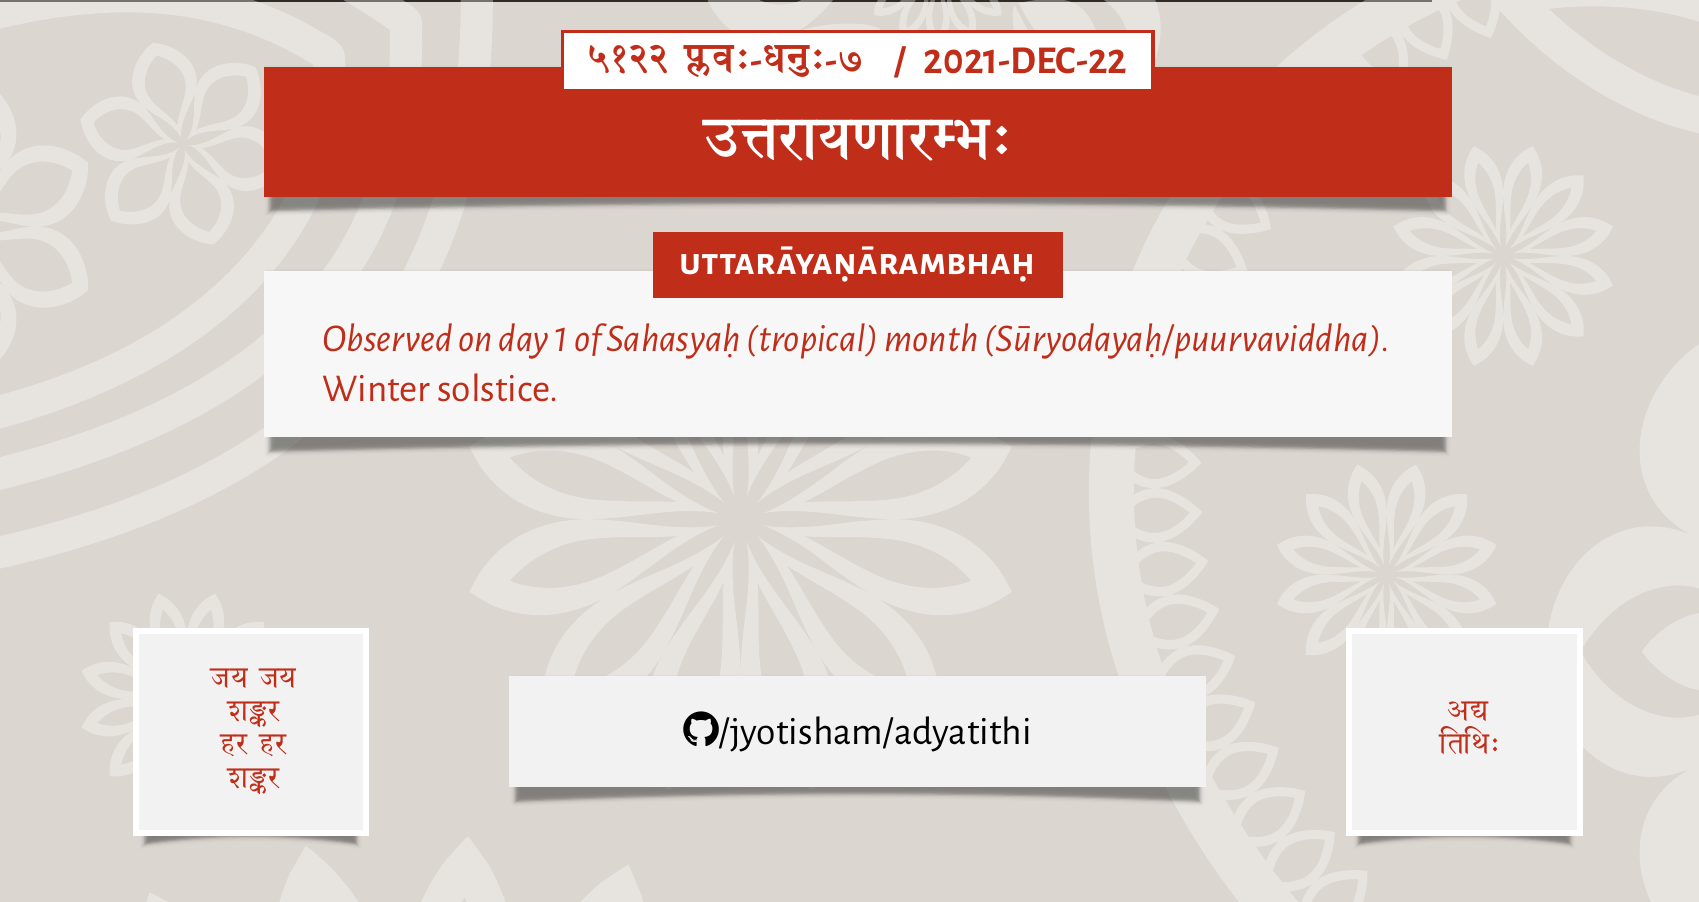 ५१२२ प्लवः-धनुः-७ / 2021-DEC-22
उत्तरायणारम्भः
UTTARĀYAṆĀRAMBHAḤ
Observed on day 1 of Sahasyaḥ (tropical) month (Sūryodayaḥ/puurvaviddha).
Winter solstice.
जय जय
शङ्कर
हर हर
शङ्कर
/jyotisham/adyatithi
अद्य
तिथिः